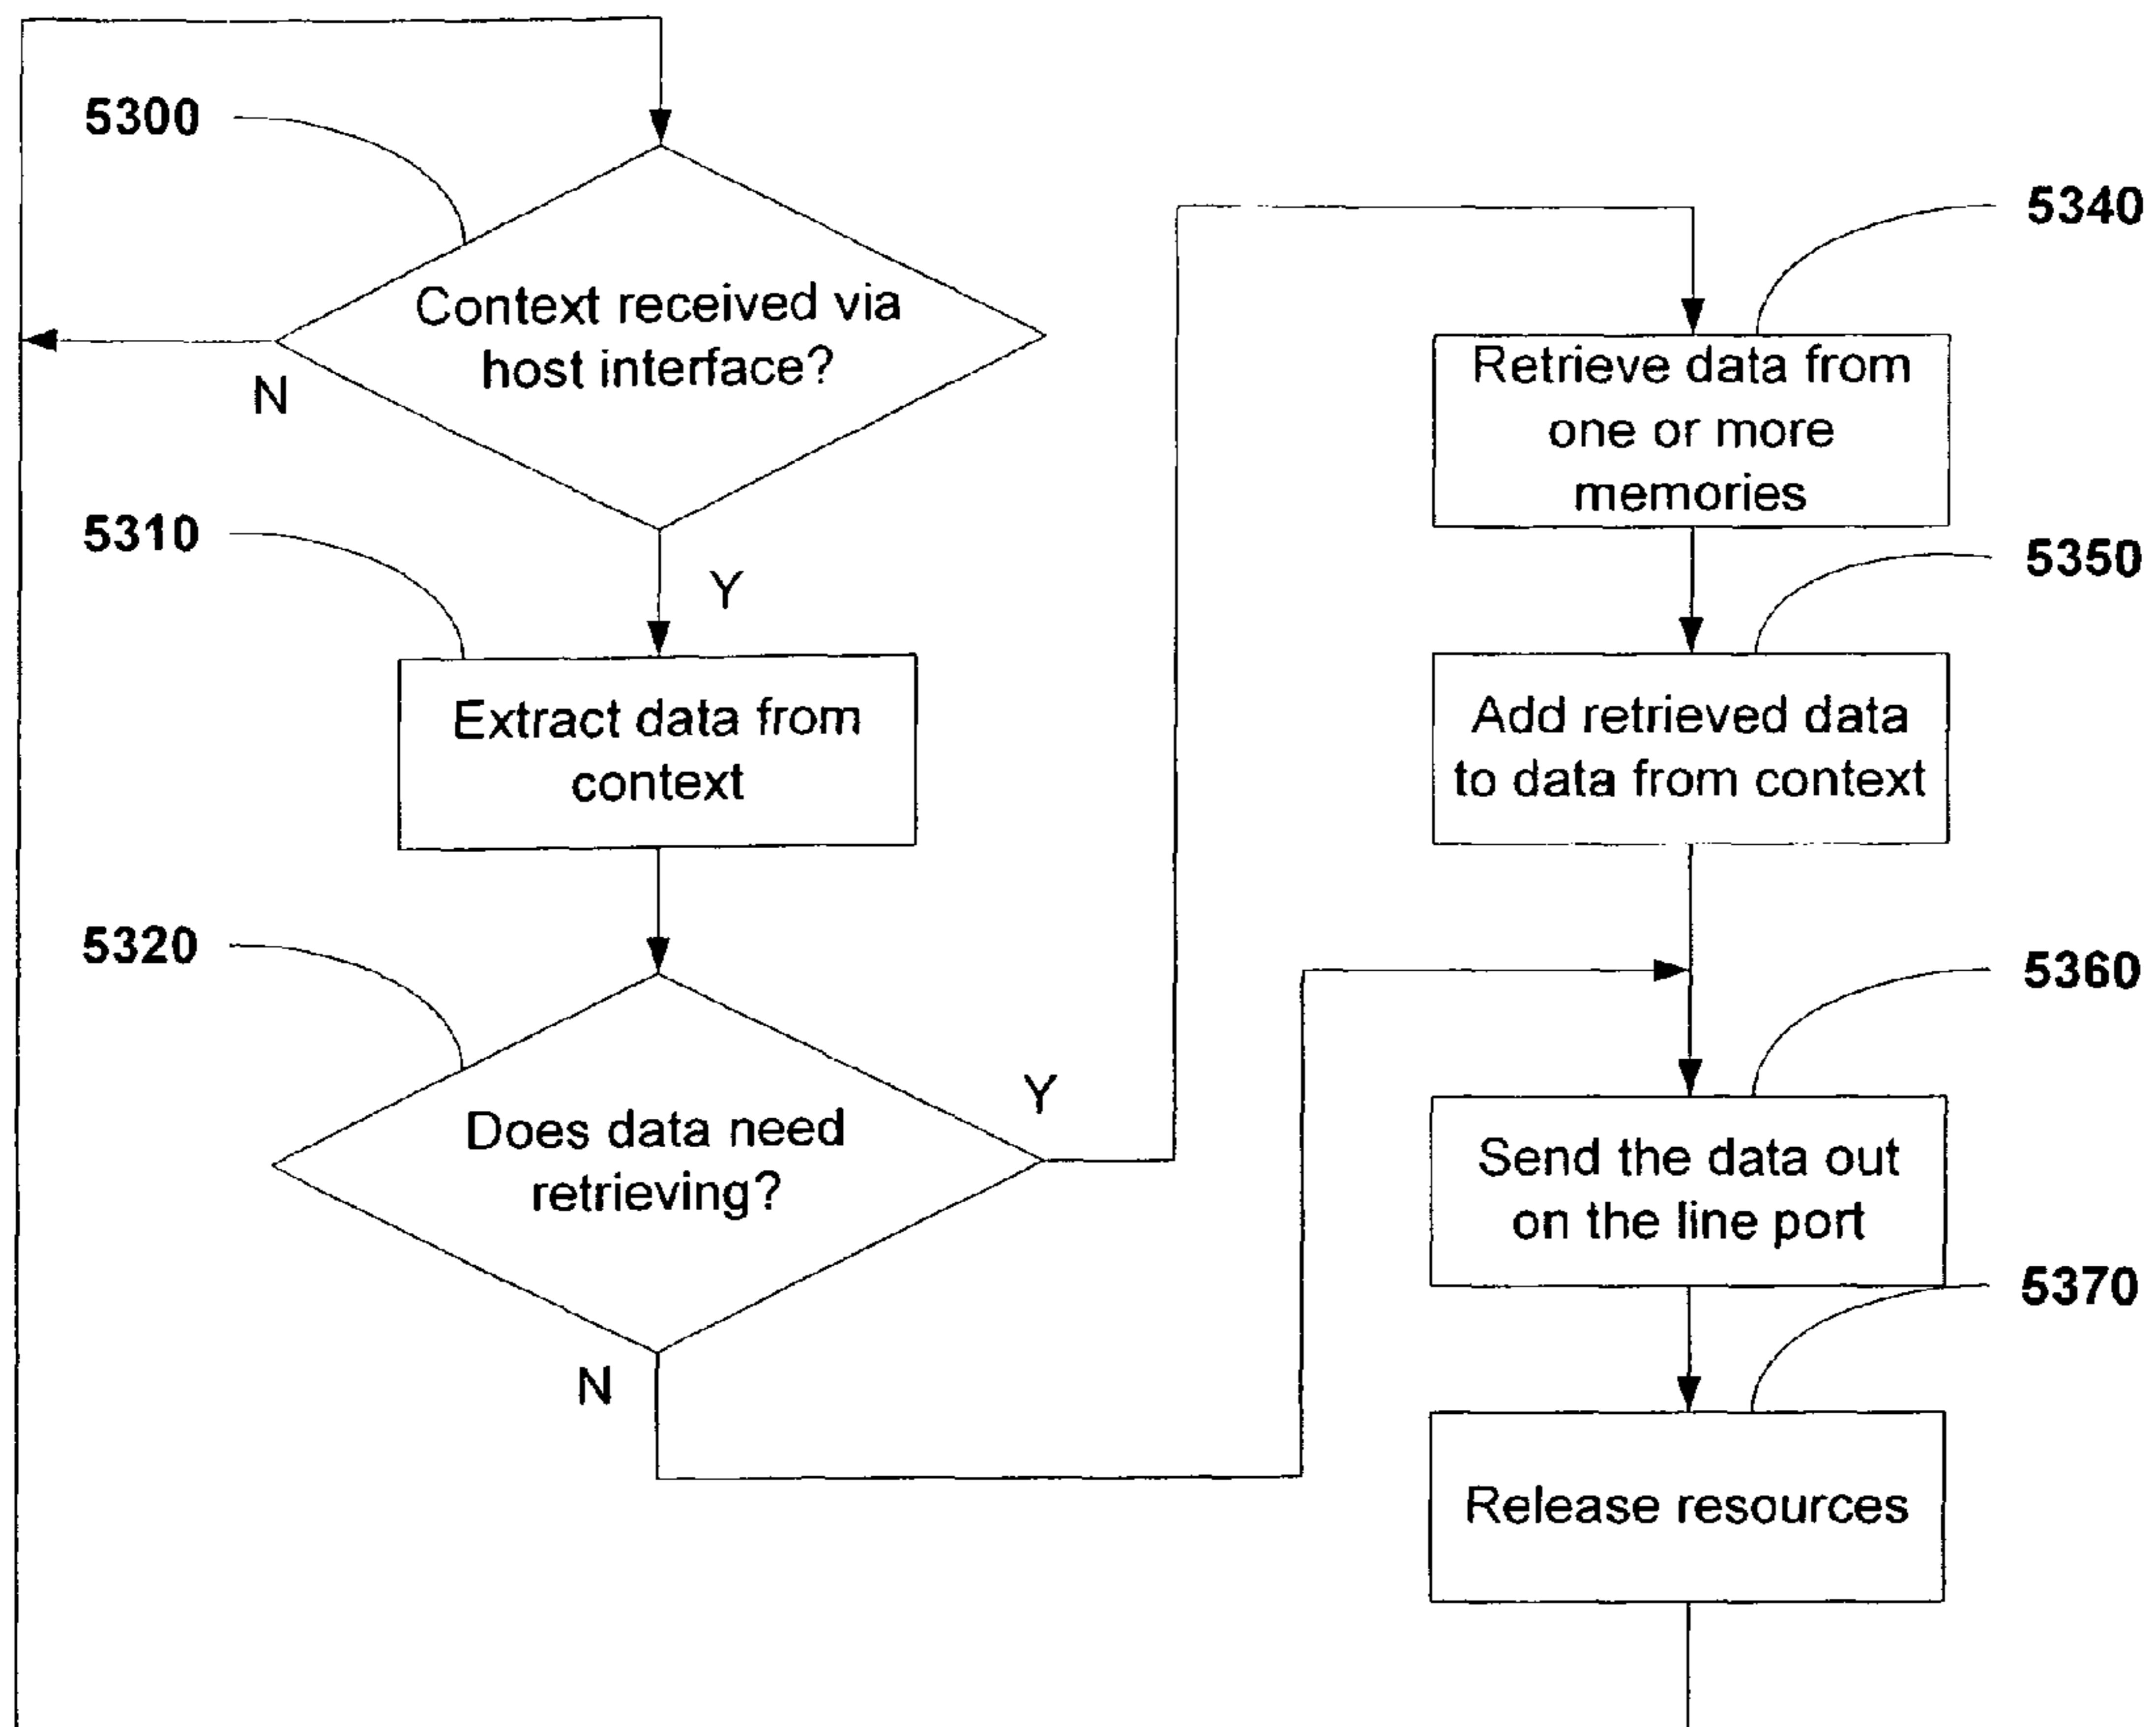 5300
Context received via
host interface?
N
Y
5310
Extract data from
context
5320
Does data need
retrieving?
Y
N
5340
Retrieve data from
one or more
memories
5350
Add retrieved data
to data from context
5360
Send the data out
on the line port
5370
Release resources